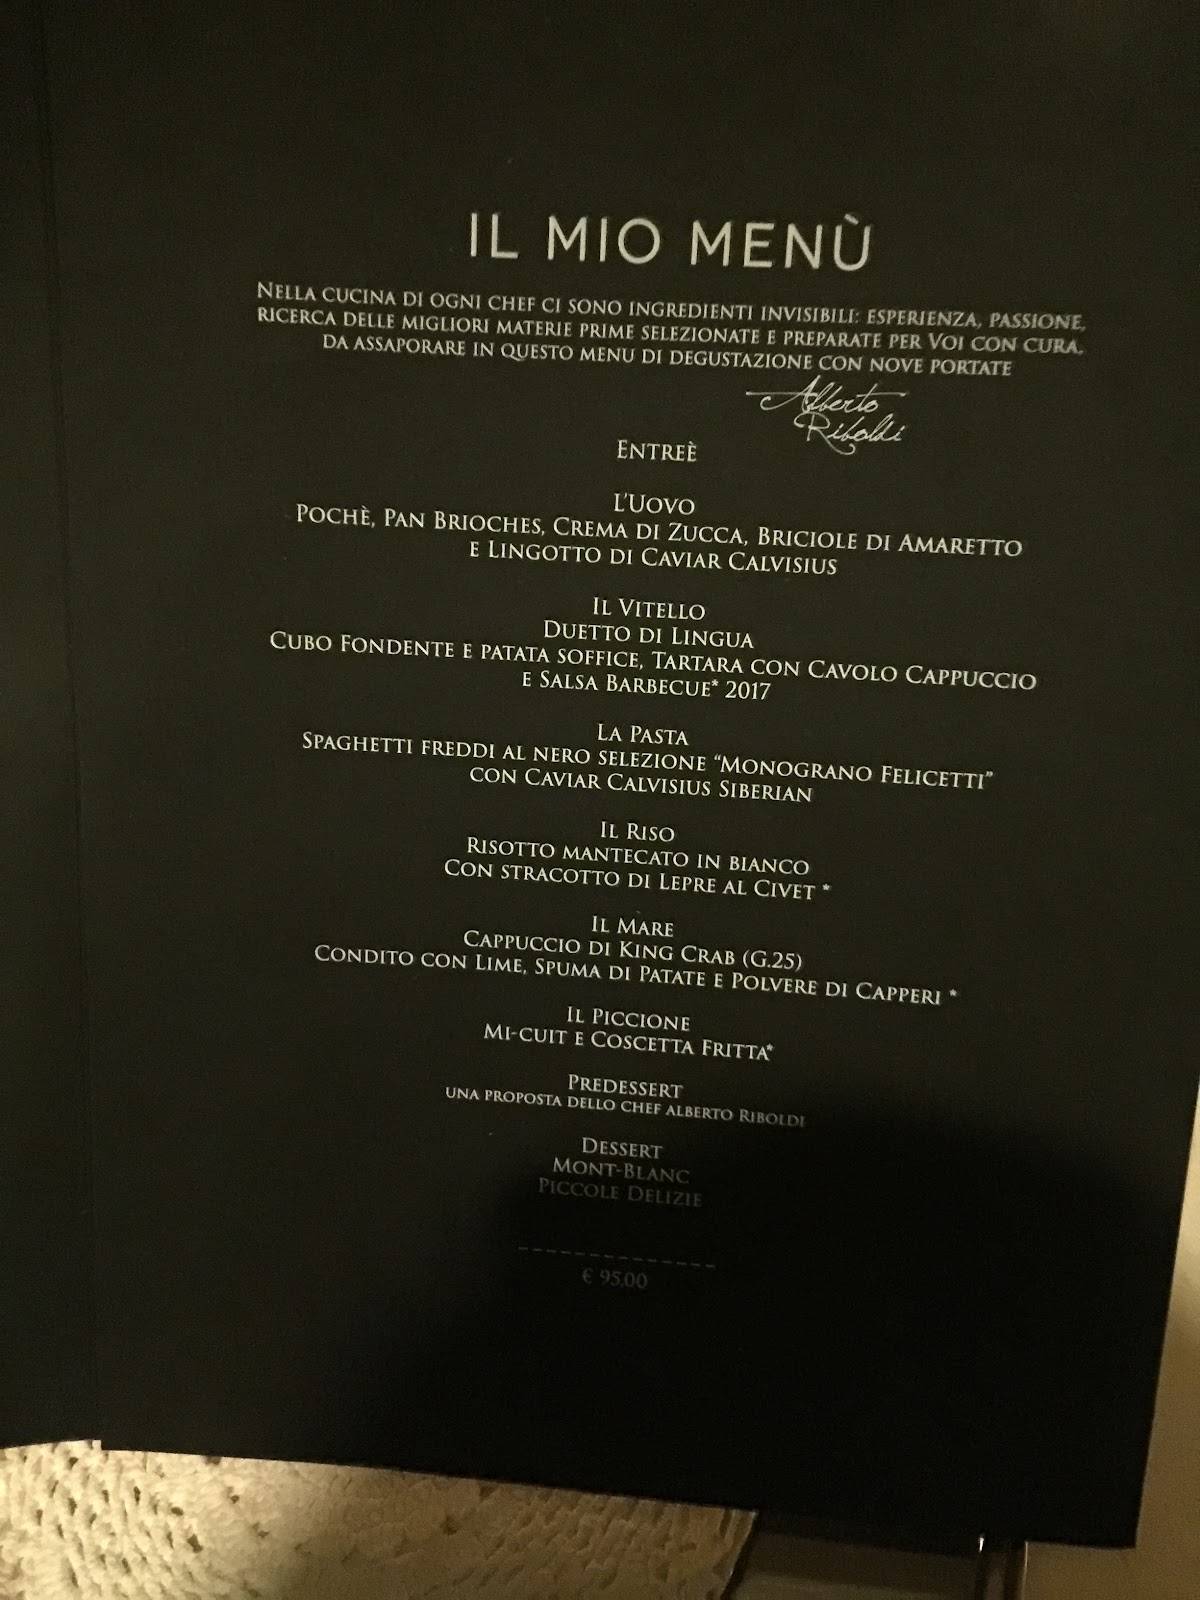 IL MIO MENÙ
NELLA CUCINA DI OGNI CHEF CI SONO INGREDIENTI INVISIBILI: ESPERIENZA, PASSIONE,
RICERCA DELLE MIGLIORI MATERIE PRIME SELEZIONATE E PREPARATE PER VOI CON CURA,
DA ASSAPORARE IN QUESTO MENU DI DEGUSTAZIONE CON NOVE PORTATE
Alberto
Riboldi
ENTREÈ
L'UOVO
POCHÈ, PAN BRIOCHES, CREMA DI ZUCCA, BRICIOLE DI AMARETTO
E LINGOTTO DI CAVIAR CALVISIUS
IL VITELLO
DUETTO DI LINGUA
CUBO FONDENTE E PATATA SOFFICE, TARTARA CON CAVOLO CAPPUCCIO
E SALSA BARBECUE* 2017
LA PASTA
SPAGHETTI FREDDI AL NERO SELEZIONE “MONOGRANO FELICETTI”
CON CAVIAR CALVISIUS SIBERIAN
IL RISO
RISOTTO MANTECATO IN BIANCO
CON STRACOTTO DI LEPRE AL CIVET *
IL MARE
CAPPUCCIO DI KING CRAB (G.25)
CONDITO CON LIME, SPUMA DI PATATE E POLVERE DI CAPPERI *
IL PICCIONE
MI-CUIT E COSCETTA FRITTA*
PREDESSERT
UNA PROPOSTA DELLO CHEF ALBERTO RIBOLDI
DESSERT
MONT-BLANC
PICCOLE DELIZIE
--------------
€ 95,00